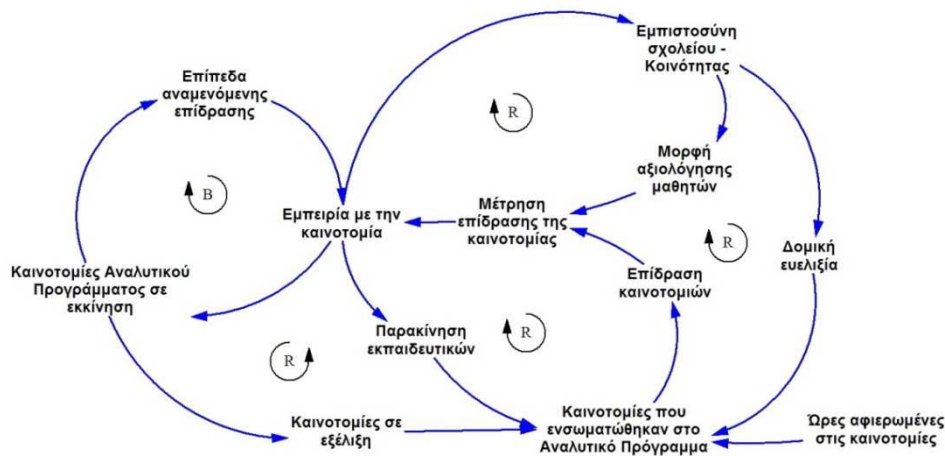 Εμπιστοσύνη
σχολείου -
Κοινότητας
Επίπεδα
αναμενόμενης
επίδρασης
R
Μορφή
αξιολόγησης
μαθητών
B
Εμπειρία με την
καινοτομία
Μέτρηση
επίδρασης της
καινοτομίας
R
Δομική
ευελιξία
Καινοτομίες Αναλυτικού
Προγράμματος σε
εκκίνηση
Επίδραση
καινοτομιών
Παρακίνηση
εκπαιδευτικών
R
R
Καινοτομίες σε
εξέλιξη
Καινοτομίες που
ενσωματώθηκαν στο
Αναλυτικό Πρόγραμμα
Ώρες αφιερωμένες
στις καινοτομίες